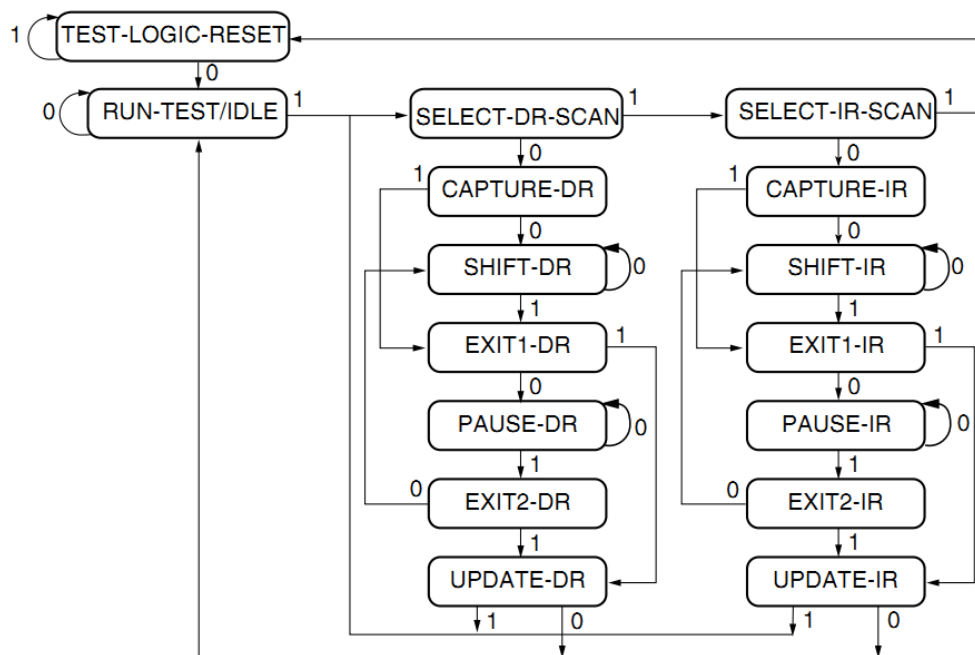 1 TEST-LOGIC-RESET
0
0 RUN-TEST/IDLE 1 SELECT-DR-SCAN 1 SELECT-IR-SCAN 1
0 0
1 CAPTURE-DR 1 CAPTURE-IR
0 0
SHIFT-DR 0 SHIFT-IR 0
1 1
EXIT1-DR 1 EXIT1-IR 1
0 0
PAUSE-DR 0 PAUSE-IR 0
1 1
0 EXIT2-DR 0 EXIT2-IR
1 1
UPDATE-DR UPDATE-IR
1 0 1 0